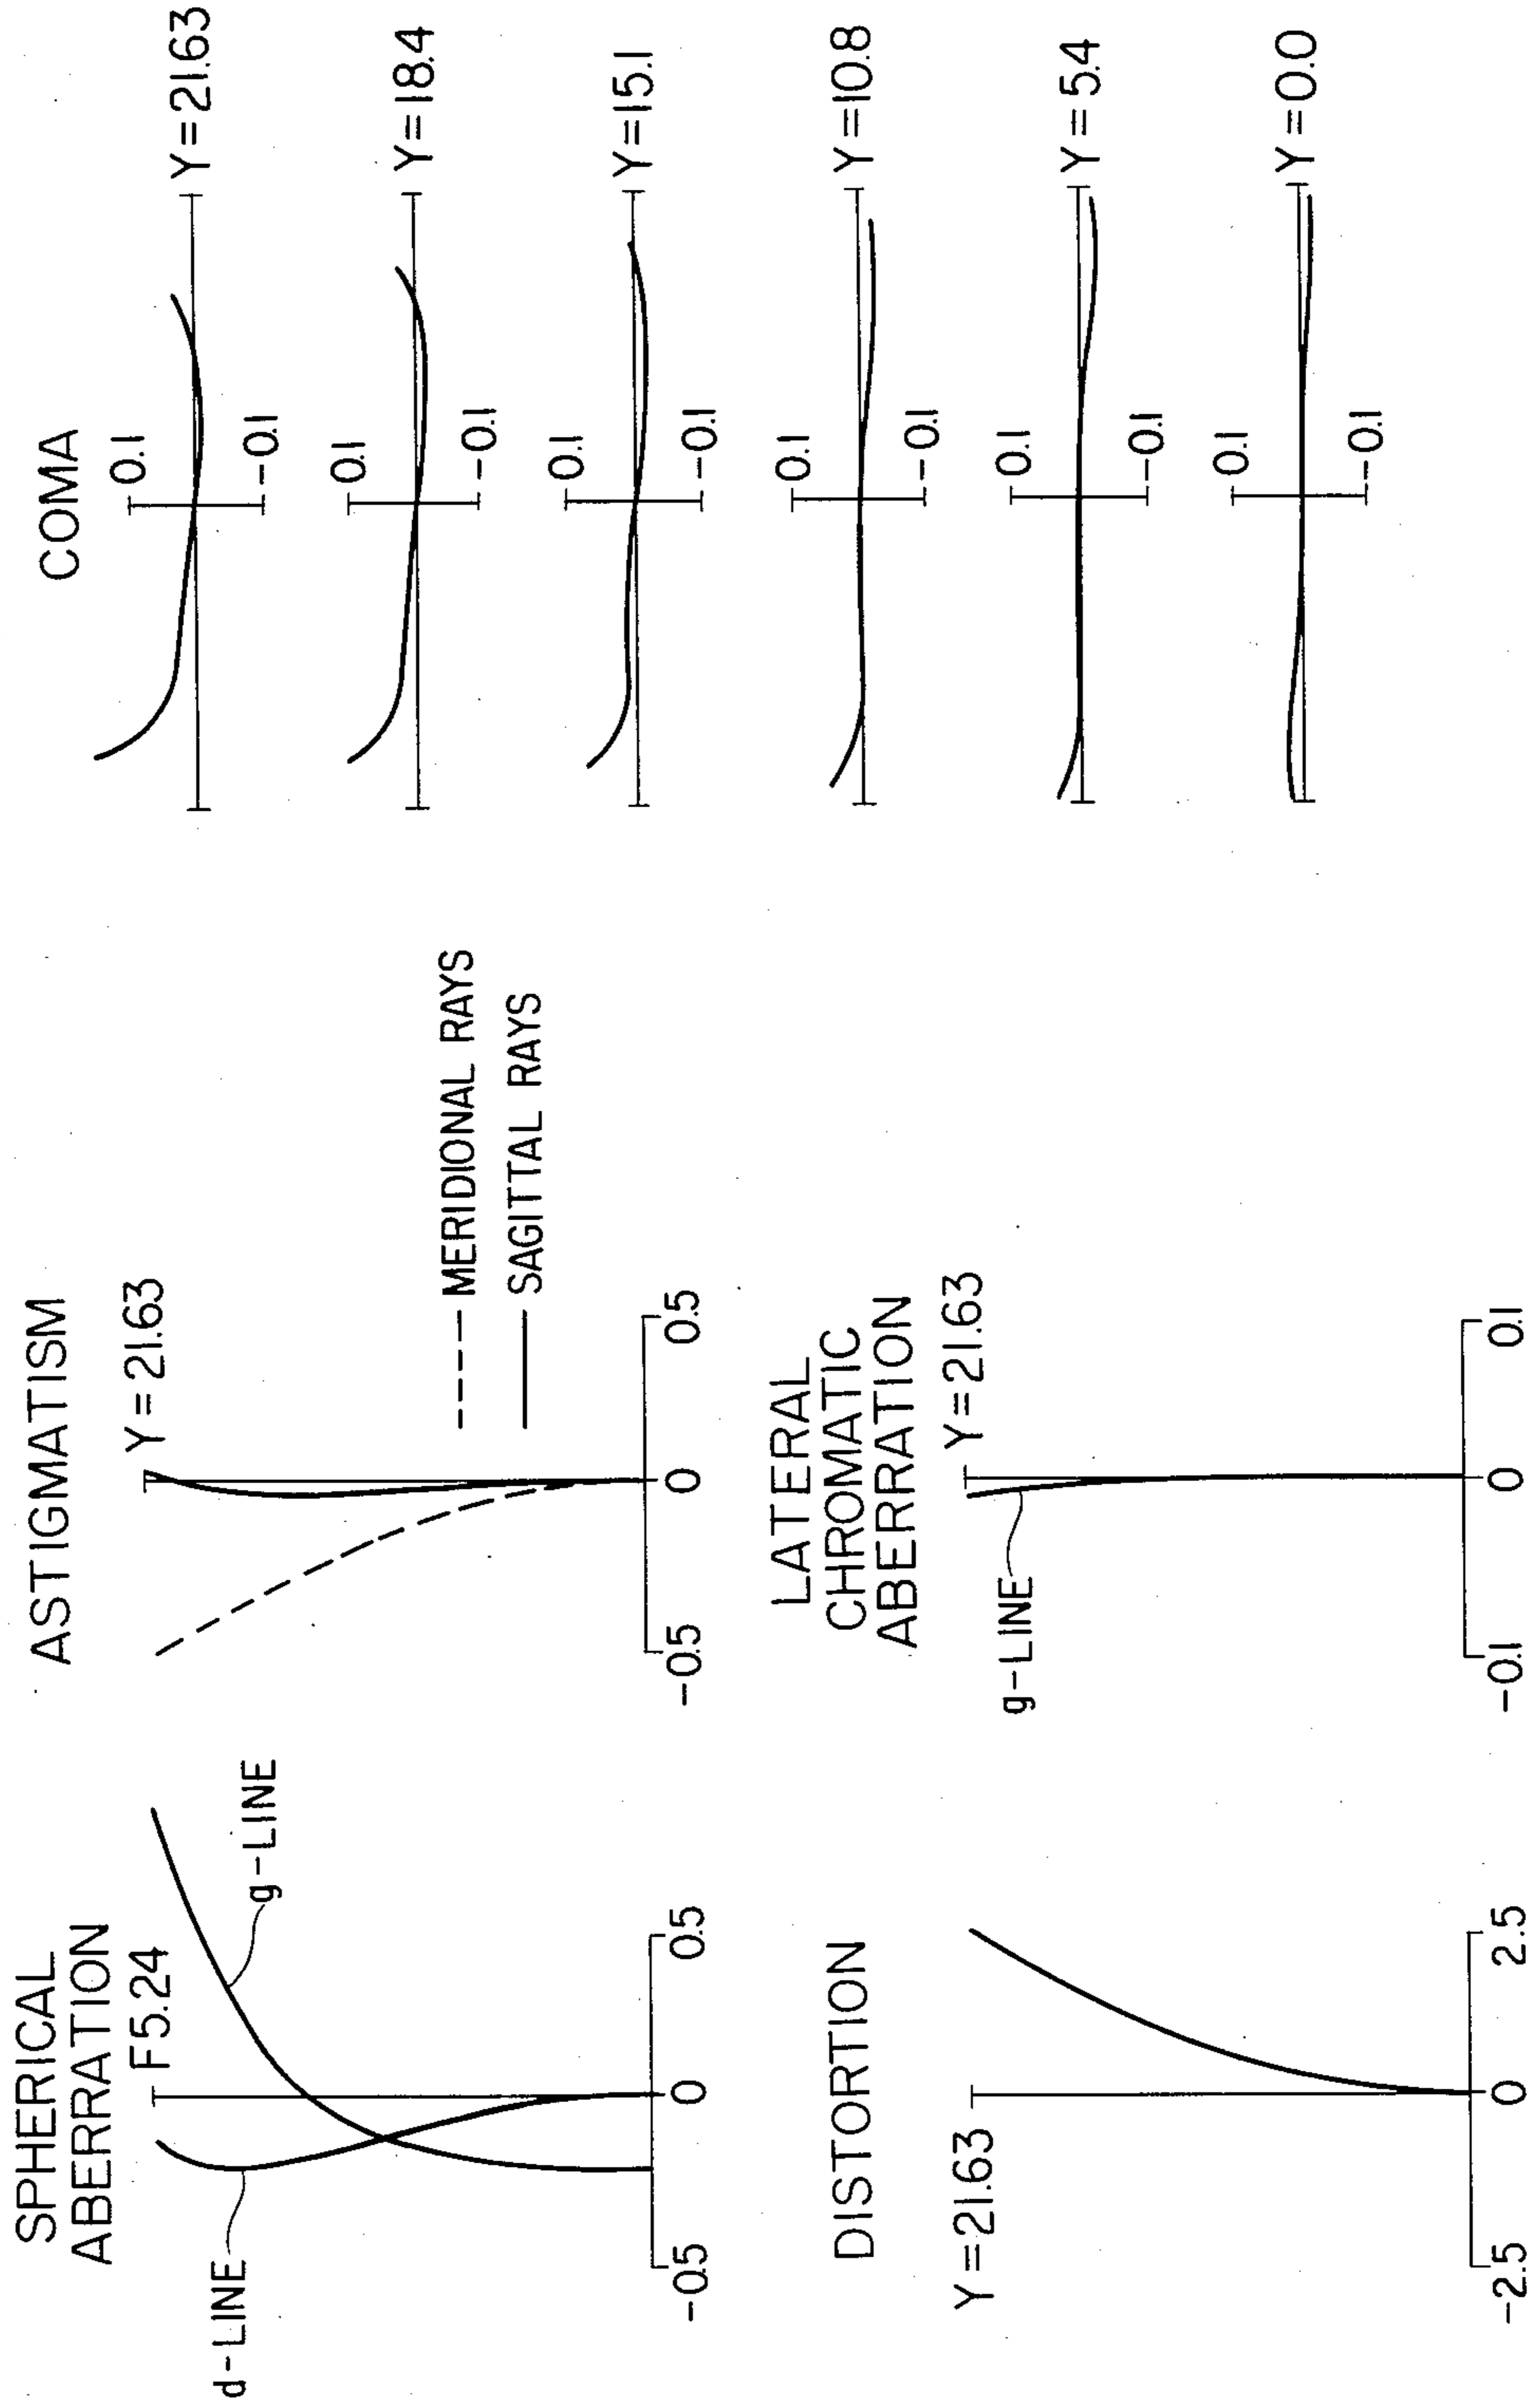 SPHERICAL
ABERRATION
F5.24
g-LINE
d-LINE
-0.5
0
0.5
ASTIGMATISM
Y=21.63
--- MERIDIONAL RAYS
— SAGITTAL RAYS
-0.5
0
0.5
DISTORTION
Y=21.63
-2.5
0
2.5
LATERAL
CHROMATIC
ABERRATION
Y=21.63
g-LINE
-0.1
0
0.1
COMA
0.1
Y=21.63
-0.1
0.1
Y=18.4
-0.1
0.1
Y=15.1
-0.1
0.1
Y=10.8
-0.1
0.1
Y=5.4
-0.1
0.1
Y=0.0
-0.1